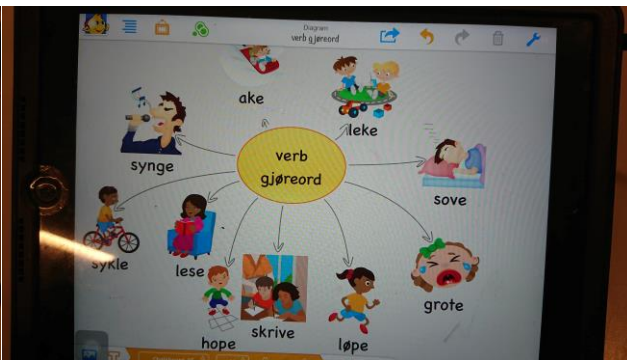 Diagram
verb gjøreord
ake
leke
synge
verb
gjøreord
sove
sykle
lese
grote
hope
skrive
løpe